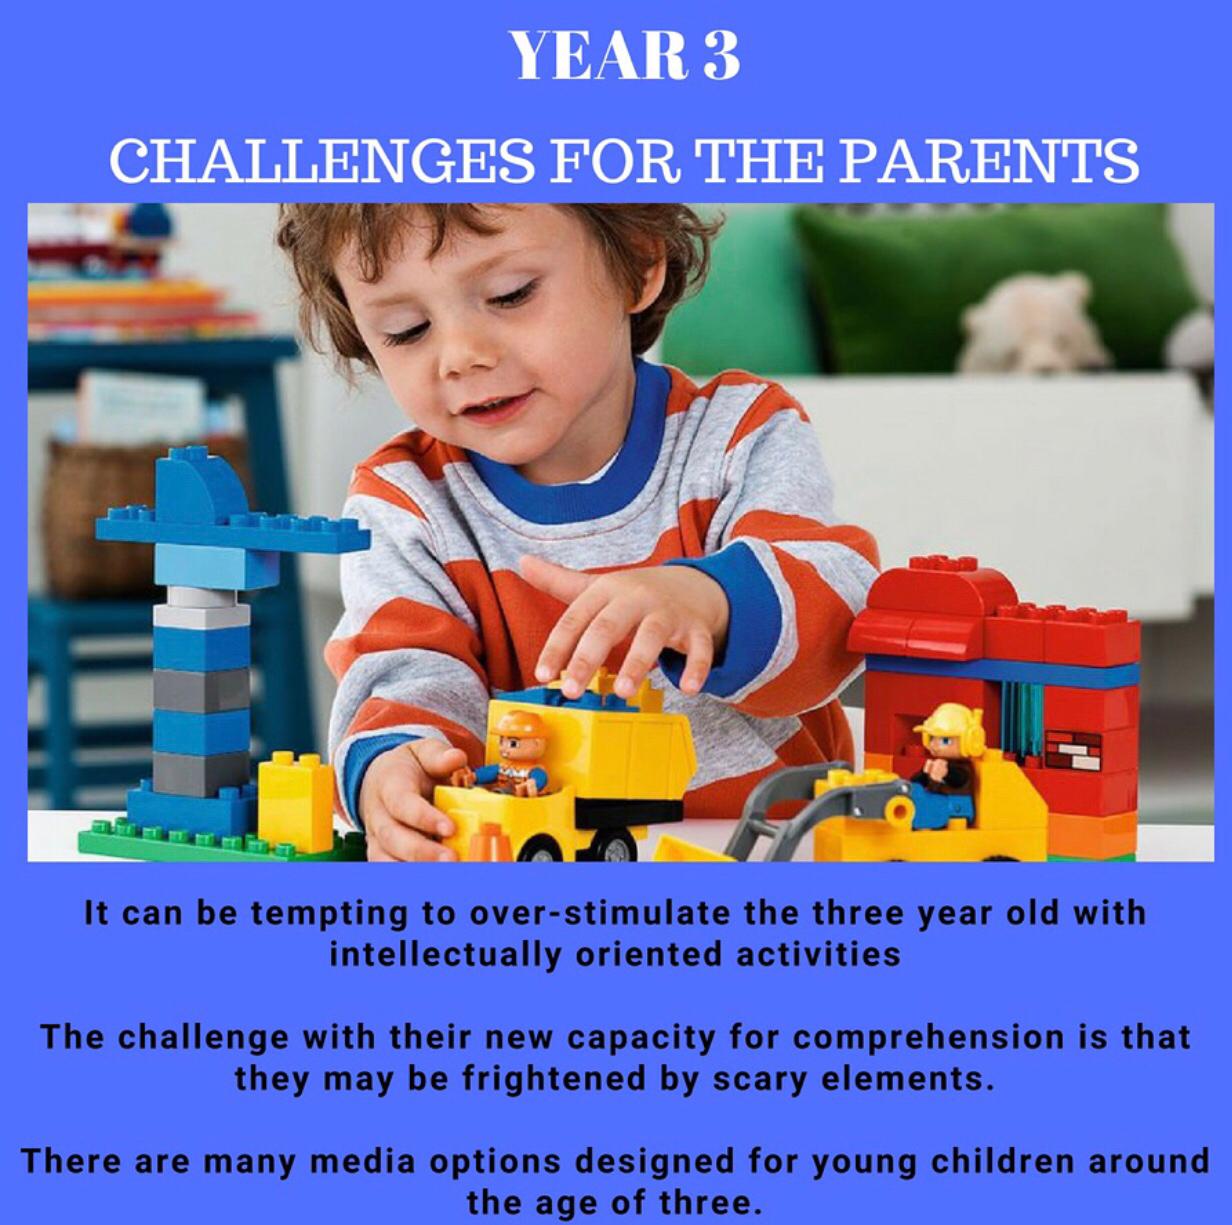 YEAR 3
CHALLENGES FOR THE PARENTS
It can be tempting to over-stimulate the three year old with
intellectually oriented activities
The challenge with their new capacity for comprehension is that
they may be frightened by scary elements.
There are many media options designed for young children around
the age of three.